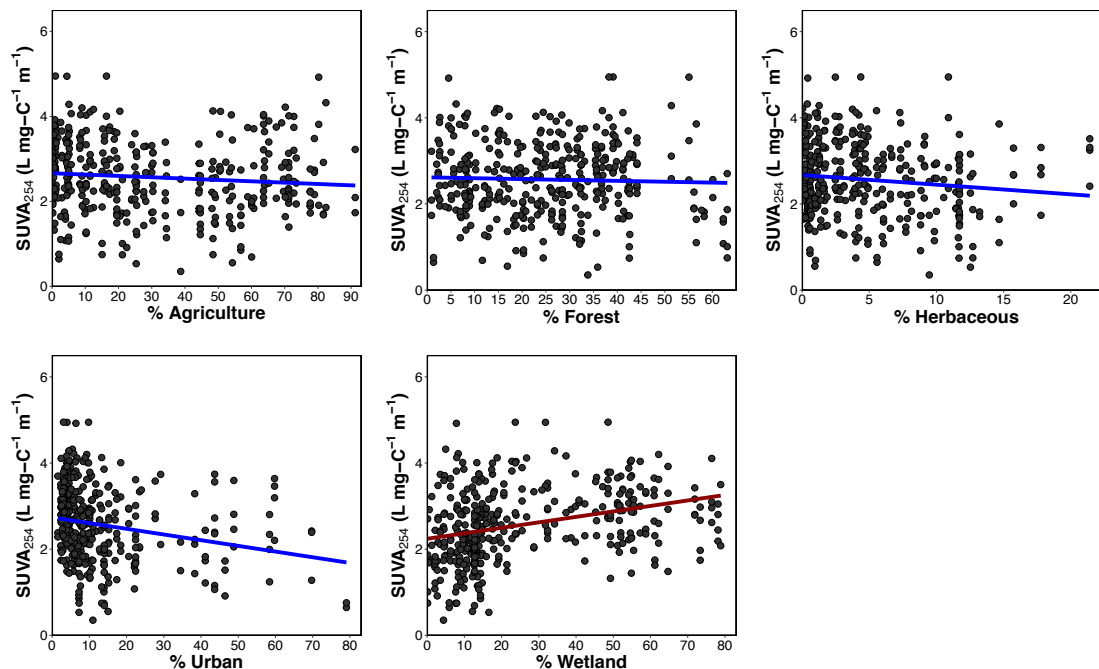 SUVA254 (L mg−C−1 m−1)
6
4
2
0
0 10 20 30 40 50 60 70 80 90
% Agriculture
SUVA254 (L mg−C−1 m−1)
6
4
2
0
0 5 10 15 20 25 30 35 40 45 50 55 60
% Forest
SUVA254 (L mg−C−1 m−1)
6
4
2
0
0 5 10 15 20
% Herbaceous
SUVA254 (L mg−C−1 m−1)
6
4
2
0
0 10 20 30 40 50 60 70 80
% Urban
SUVA254 (L mg−C−1 m−1)
6
4
2
0
0 10 20 30 40 50 60 70 80
% Wetland